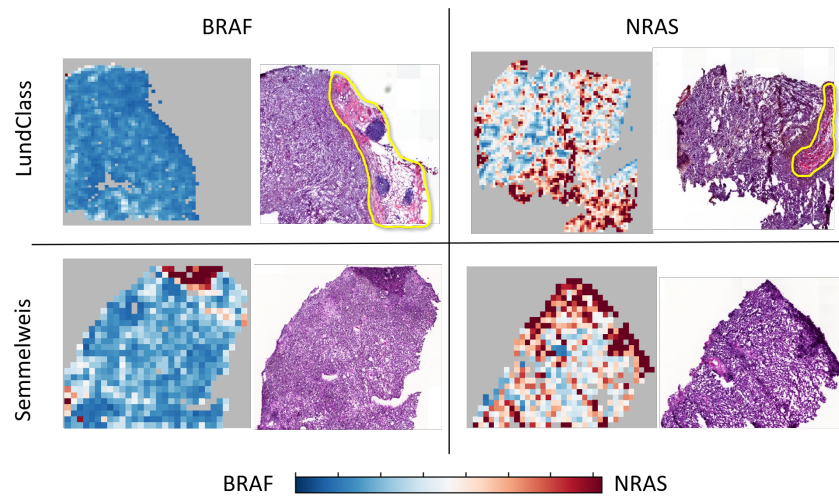 BRAF
NRAS
LundClass
Semmelweis
BRAF
NRAS